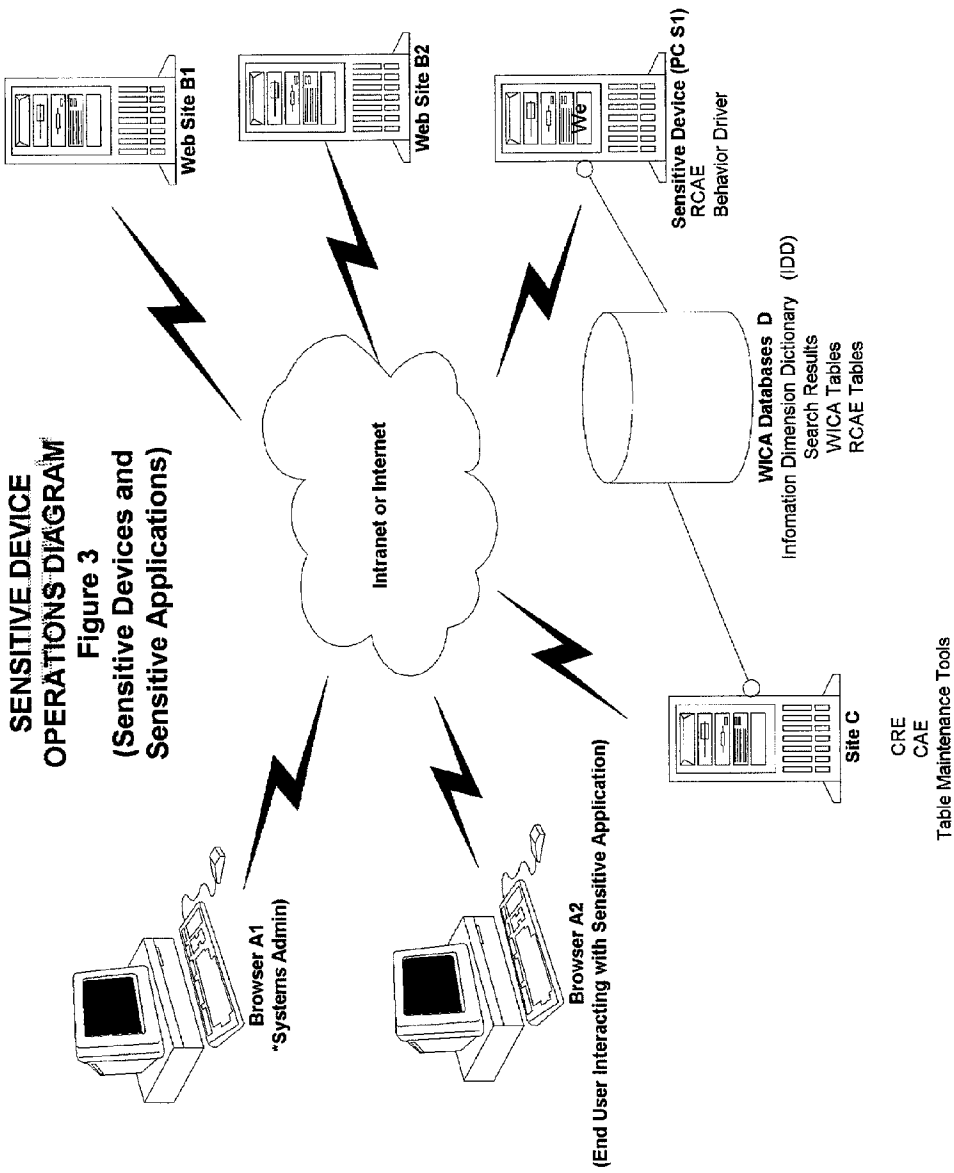 SENSITIVE DEVICE
OPERATIONS DIAGRAM
Figure 3
(Sensitive Devices and
Sensitive Applications)
Browser A1
*Systems Admin)
Browser A2
(End User Interacting with Sensitive Application)
Intranet or Internet
Web Site B1
Web Site B2
We
Sensitive Device (PC S1)
RCAE
Behavior Driver
WICA Databases D
Infomation Dimension Dictionary (IDD)
Search Results
WICA Tables
RCAE Tables
Site C
CRE
CAE
Table Maintenance Tools